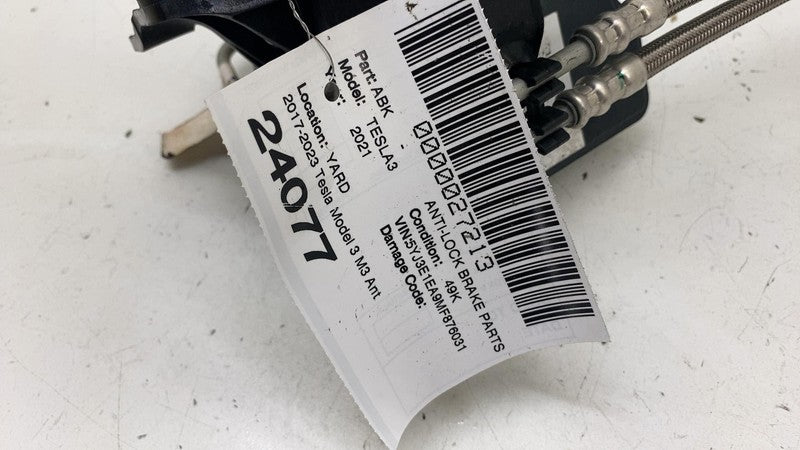 0000027213
Part: ABK -
ANTI-LOCK BRAKE PARTS
Model: TESLA3
Condition: 49K
2021
VIN:5YJ3E1EA9MF876031
Location: YARD
Damage Code:
2017-2023 Tesla Model 3 M3 Ant
24077